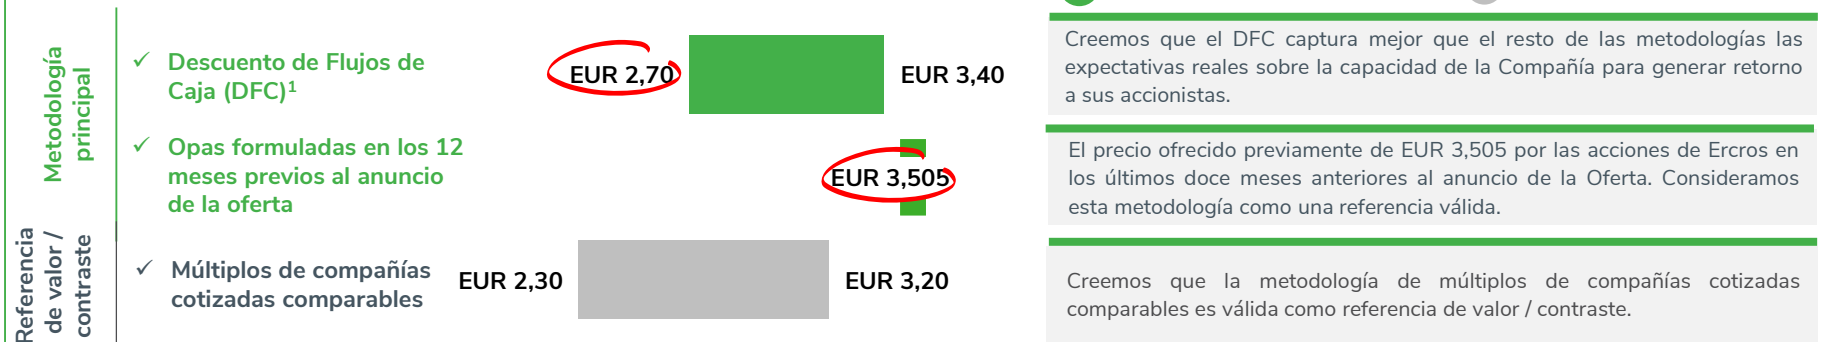 Metodología
principal
✓ Descuento de Flujos de
Caja (DFC)¹
EUR 2,70
EUR 3,40
Creemos que el DFC captura mejor que el resto de las metodologías las
expectativas reales sobre la capacidad de la Compañía para generar retorno
a sus accionistas.
✓ Opas formuladas en los 12
meses previos al anuncio
de la oferta
EUR 3,505
El precio ofrecido previamente de EUR 3,505 por las acciones de Ercros en
los últimos doce meses anteriores al anuncio de la Oferta. Consideramos
esta metodología como una referencia válida.
Referencia
de valor /
contraste
✓ Múltiplos de compañías
cotizadas comparables
EUR 2,30
EUR 3,20
Creemos que la metodología de múltiplos de compañías cotizadas
comparables es válida como referencia de valor / contraste.